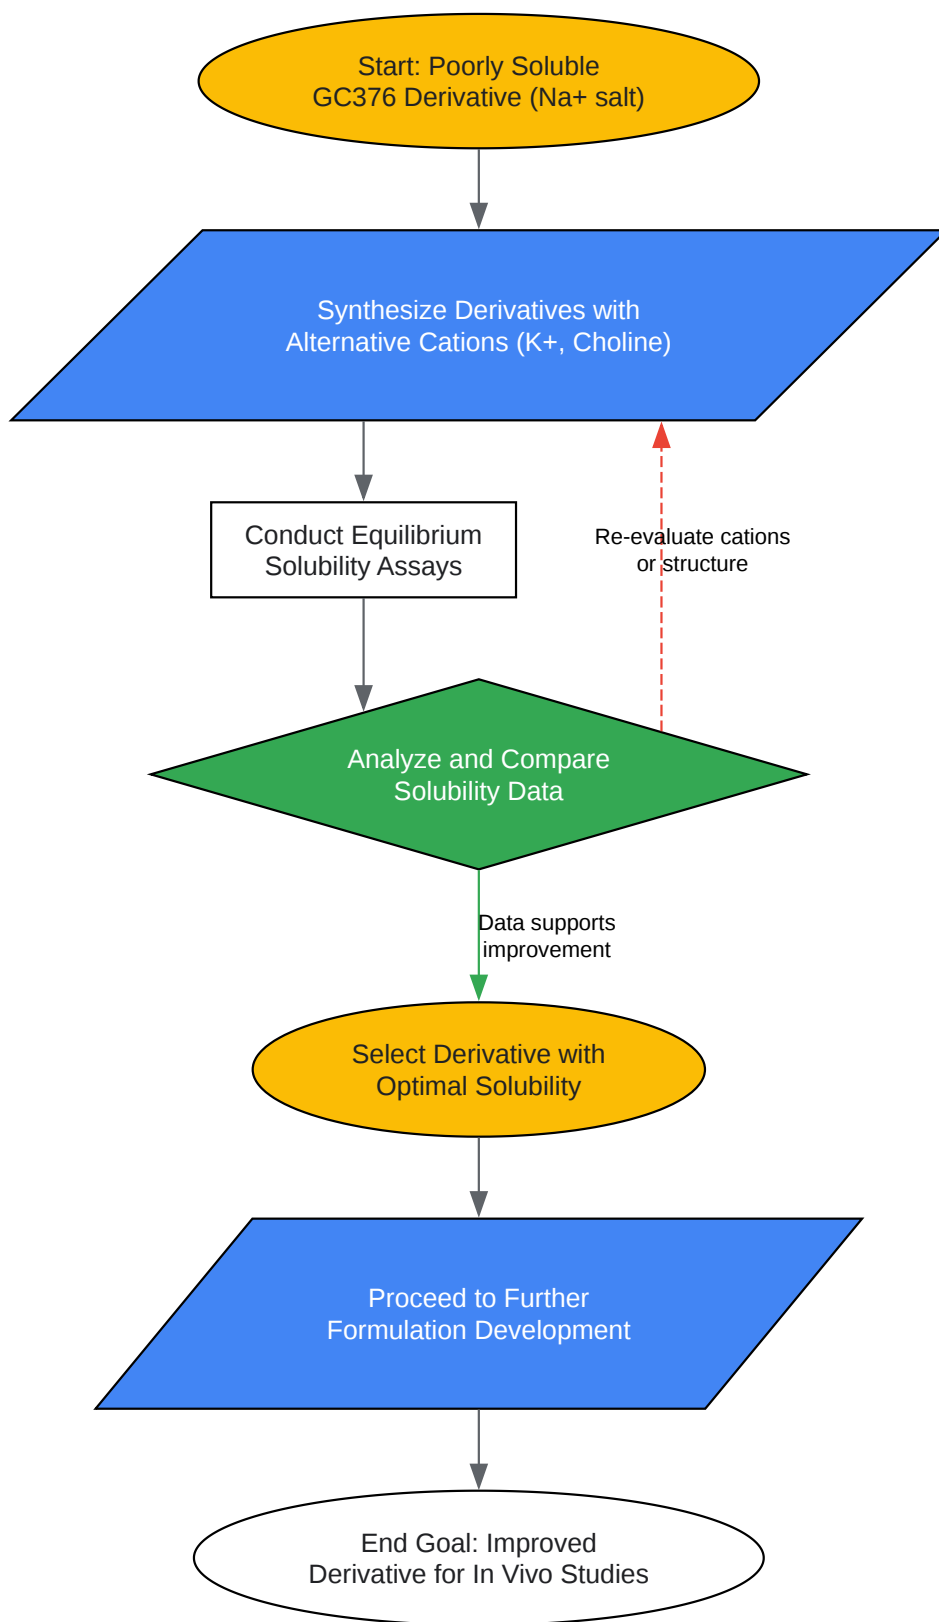 Start: Poorly Soluble
GC376 Derivative (Na+ salt)
Synthesize Derivatives with
Alternative Cations (K+, Choline)
Conduct Equilibrium
Solubility Assays
Re-evaluate cations
or structure
Analyze and Compare
Solubility Data
Data supports
improvement
Select Derivative with
Optimal Solubility
Proceed to Further
Formulation Development
End Goal: Improved
Derivative for In Vivo Studies